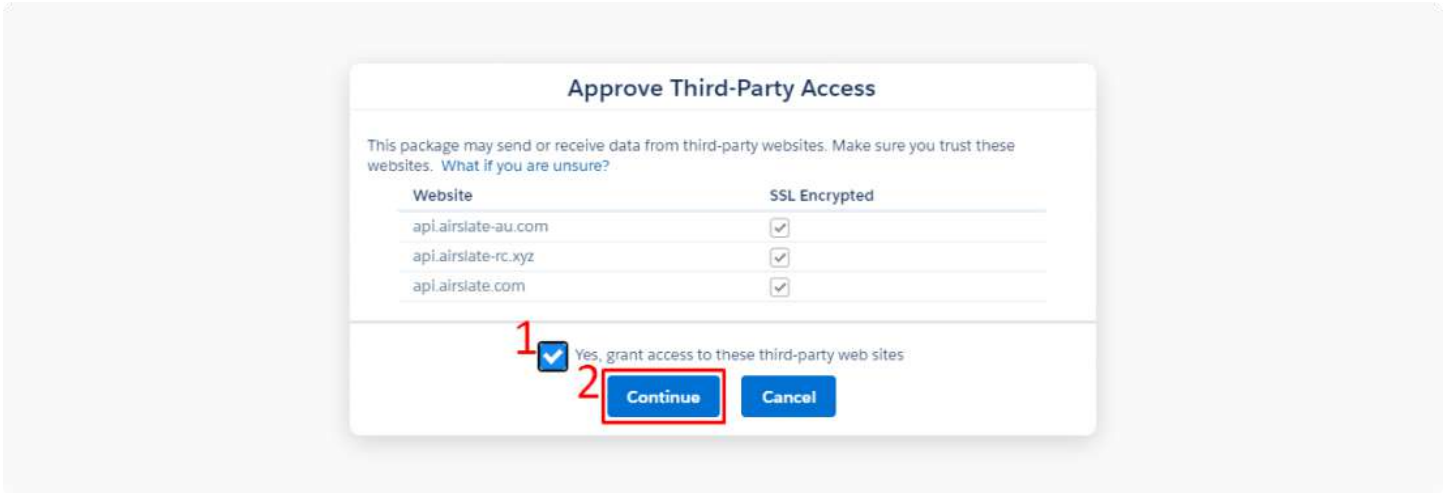 Approve Third-Party Access
This package may send or receive data from third-party websites. Make sure you trust these
websites. What if you are unsure?
Website SSL Encrypted
api.airslate-au.com
api.airslate-rc.xyz
api.airslate.com
1
Yes, grant access to these third-party web sites
2
Continue Cancel